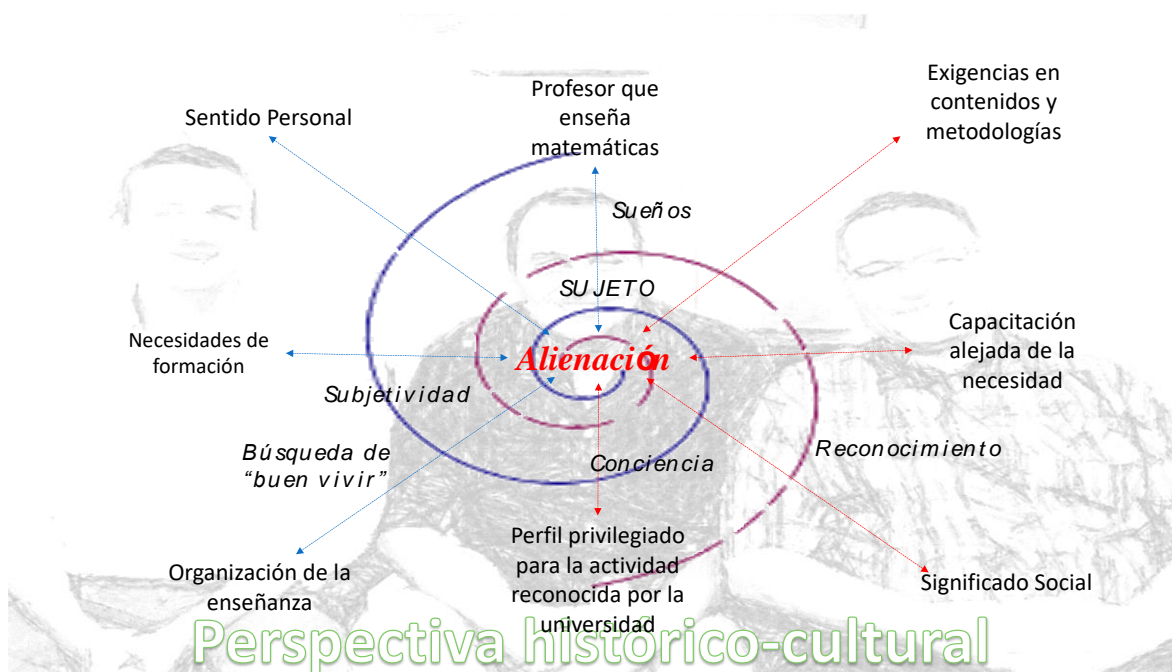 Sentido Personal
Profesor que
enseña
matemáticas
Exigencias en
contenidos y
metodologías
Sueños
SUJETO
Necesidades de
formación
Alienación
Capacitación
alejada de la
necesidad
Subjetividad
Búsqueda de
“buen vivir”
Conciencia
Reconocimiento
Organización de la
enseñanza
Perfil privilegiado
para la actividad
reconocida por la
universidad
Significado Social
Perspectiva histórico-cultural